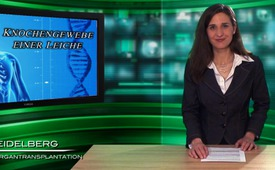 KNOCHENGEWEBE
EINER LEICHE
EIDELBERG
RGANTRANSPLANTATION